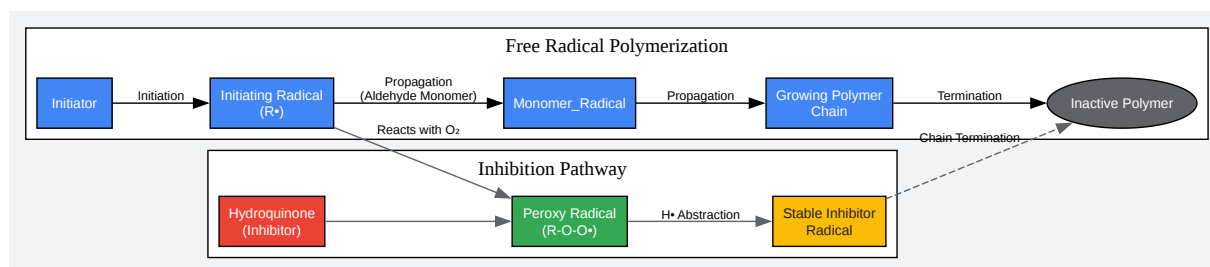 Free Radical Polymerization
Initiator
Initiation
Initiating Radical
(R•)
Propagation
(Aldehyde Monomer)
Monomer_Radical
Propagation
Growing Polymer
Chain
Termination
Inactive Polymer
Reacts with O₂
Chain Termination
Inhibition Pathway
Hydroquinone
(Inhibitor)
Peroxy Radical
(R-O-O•)
H• Abstraction
Stable Inhibitor
Radical